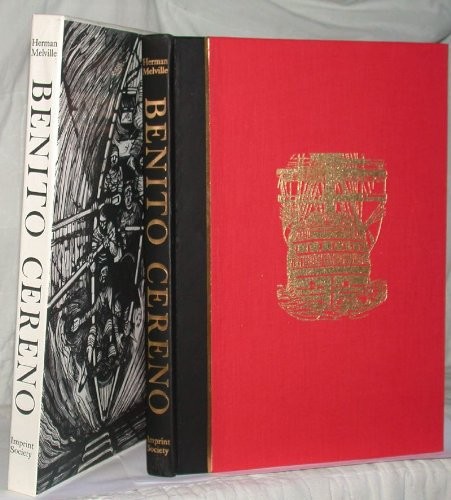 Herman
Melville
BENITO CERENO
Imprint
Society
Herman
Melville
BENITO CERENO
Imprint
Society